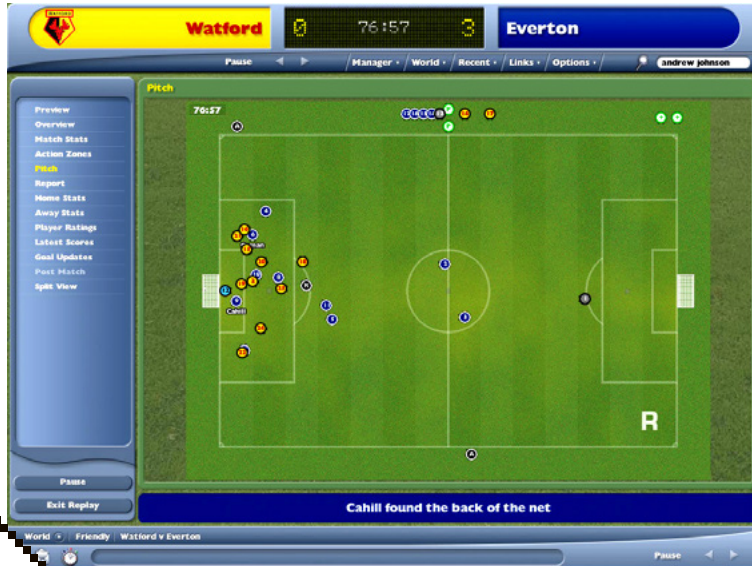 WATFORD
Watford 0 76:57 3 Everton
Pause Manager World Recent Links Options andrew johnson
Pitch
76:57
Preview
Overview
Match Stats
Action Zones
Pitch
Report
Home Stats
Away Stats
Player Ratings
Latest Scores
Goal Updates
Post Match
Split View
Cahill
R
Pause
Exit Replay
Cahill found the back of the net
World Friendly Watford v Everton
Pause